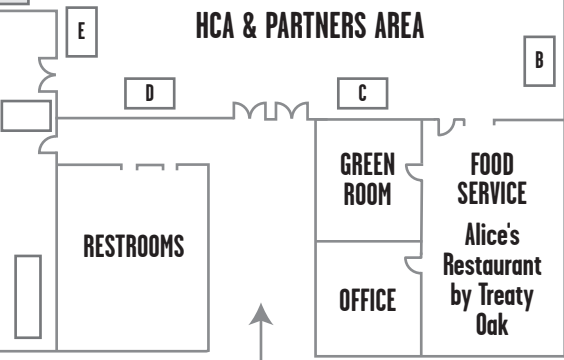 HCA & PARTNERS AREA
E
B
D
C
GREEN
ROOM
FOOD
SERVICE
Alice's
Restaurant
by Treaty
Oak
RESTROOMS
OFFICE